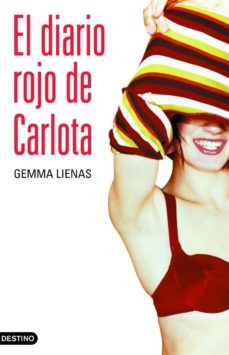 El diario
rojo de
Carlota
GEMMA LIENAS
DESTINO